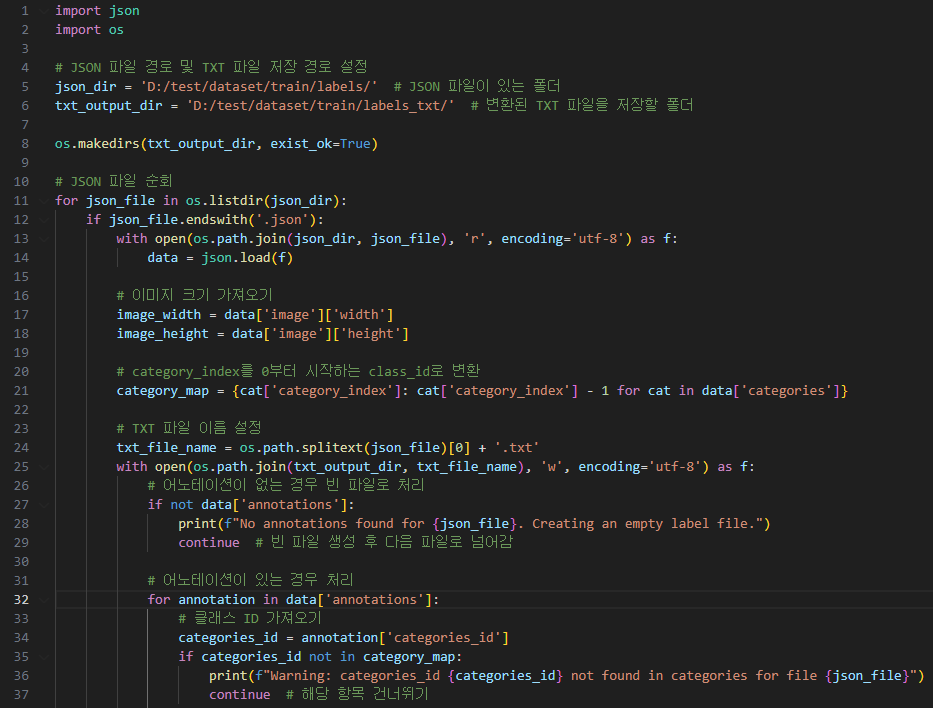 1 import json
2 import os
3
4 # JSON 파일 경로 및 TXT 파일 저장 경로 설정
5 json_dir = 'D:/test/dataset/train/labels/'  # JSON 파일이 있는 폴더
6 txt_output_dir = 'D:/test/dataset/train/labels_txt/'  # 변환된 TXT 파일을 저장할 폴더
7
8 os.makedirs(txt_output_dir, exist_ok=True)
9
10 # JSON 파일 순회
11 for json_file in os.listdir(json_dir):
12     if json_file.endswith('.json'):
13         with open(os.path.join(json_dir, json_file), 'r', encoding='utf-8') as f:
14             data = json.load(f)
15
16         # 이미지 크기 가져오기
17         image_width = data['image']['width']
18         image_height = data['image']['height']
19
20         # category_index를 0부터 시작하는 class_id로 변환
21         category_map = {cat['category_index']: cat['category_index'] - 1 for cat in data['categories']}
22
23         # TXT 파일 이름 설정
24         txt_file_name = os.path.splitext(json_file)[0] + '.txt'
25         with open(os.path.join(txt_output_dir, txt_file_name), 'w', encoding='utf-8') as f:
26             # 어노테이션이 없는 경우 빈 파일로 처리
27             if not data['annotations']:
28                 print(f"No annotations found for {json_file}. Creating an empty label file.")
29                 continue  # 빈 파일 생성 후 다음 파일로 넘어감
30
31             # 어노테이션이 있는 경우 처리
32             for annotation in data['annotations']:
33                 # 클래스 ID 가져오기
34                 categories_id = annotation['categories_id']
35                 if categories_id not in category_map:
36                     print(f"Warning: categories_id {categories_id} not found in categories for file {json_file}")
37                     continue  # 해당 항목 건너뛰기